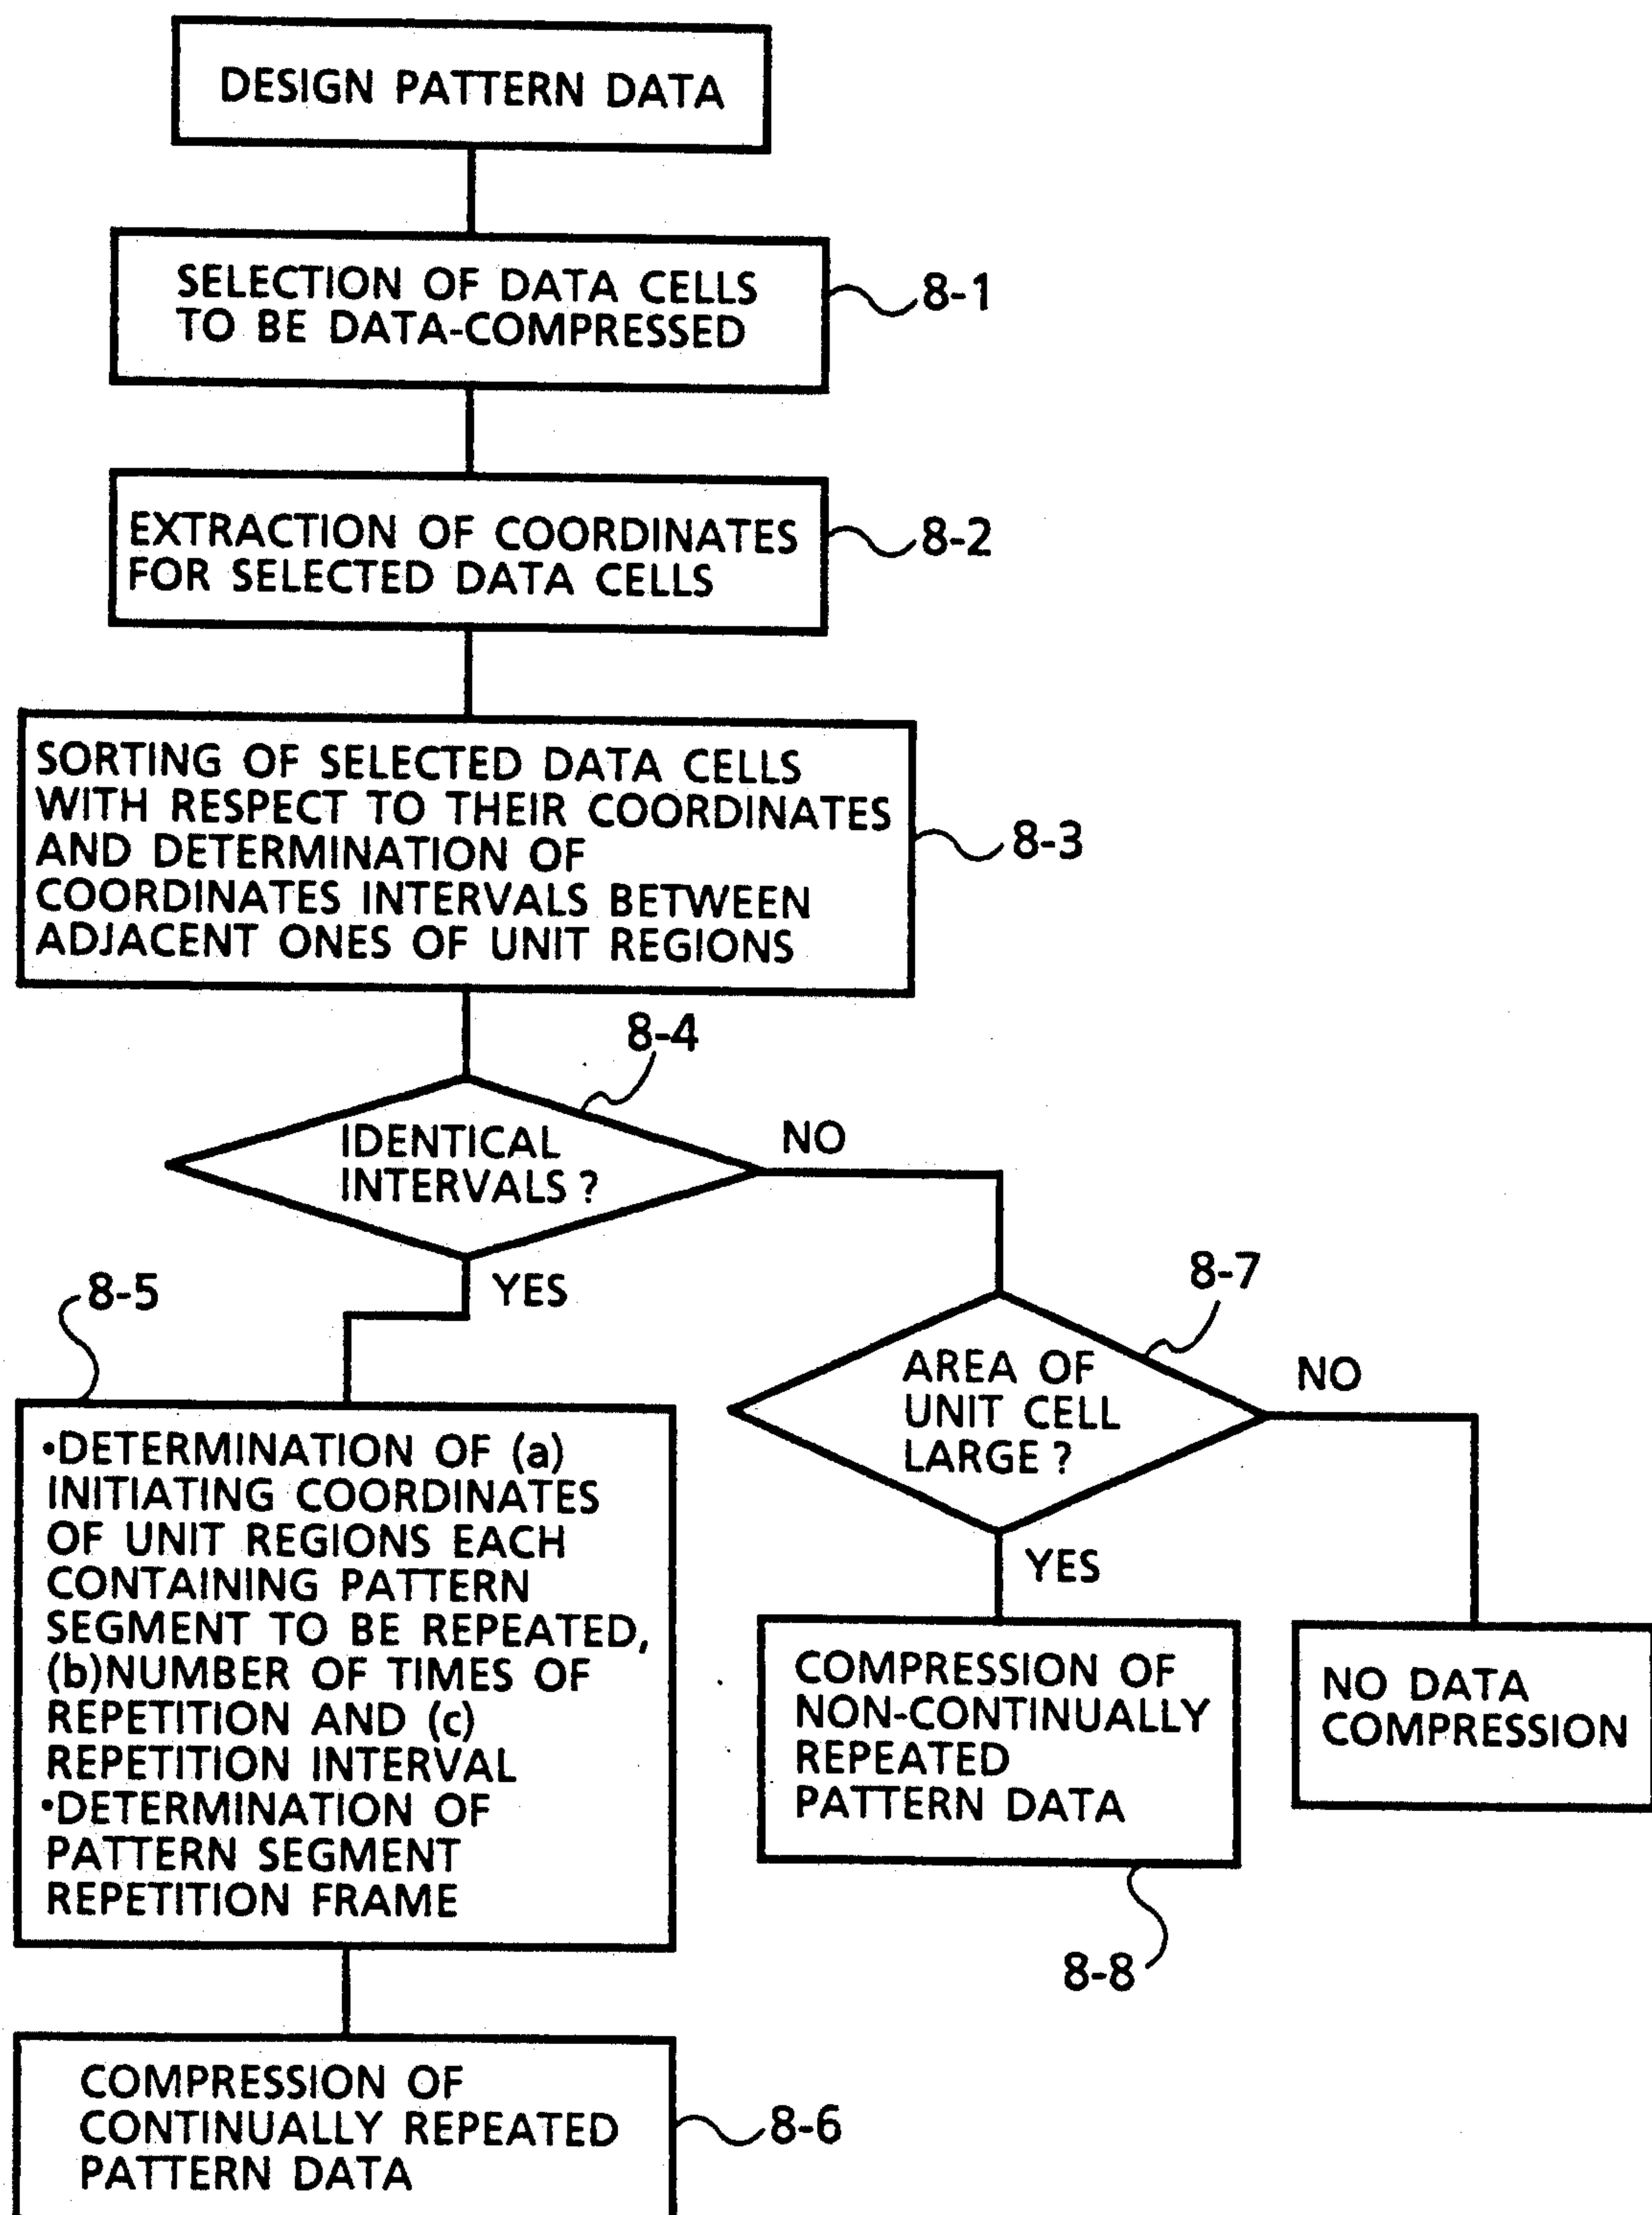 DESIGN PATTERN DATA
SELECTION OF DATA CELLS
TO BE DATA-COMPRESSED
8-1
EXTRACTION OF COORDINATES
FOR SELECTED DATA CELLS
8-2
SORTING OF SELECTED DATA CELLS
WITH RESPECT TO THEIR COORDINATES
AND DETERMINATION OF
COORDINATES INTERVALS BETWEEN
ADJACENT ONES OF UNIT REGIONS
8-3
8-4
IDENTICAL
INTERVALS ?
NO
YES
8-5
•DETERMINATION OF (a)
INITIATING COORDINATES
OF UNIT REGIONS EACH
CONTAINING PATTERN
SEGMENT TO BE REPEATED,
(b)NUMBER OF TIMES OF
REPETITION AND (c)
REPETITION INTERVAL
•DETERMINATION OF
PATTERN SEGMENT
REPETITION FRAME
8-7
AREA OF
UNIT CELL
LARGE ?
NO
YES
COMPRESSION OF
NON-CONTINUALLY
REPEATED
PATTERN DATA
8-8
NO DATA
COMPRESSION
COMPRESSION OF
CONTINUALLY REPEATED
PATTERN DATA
8-6